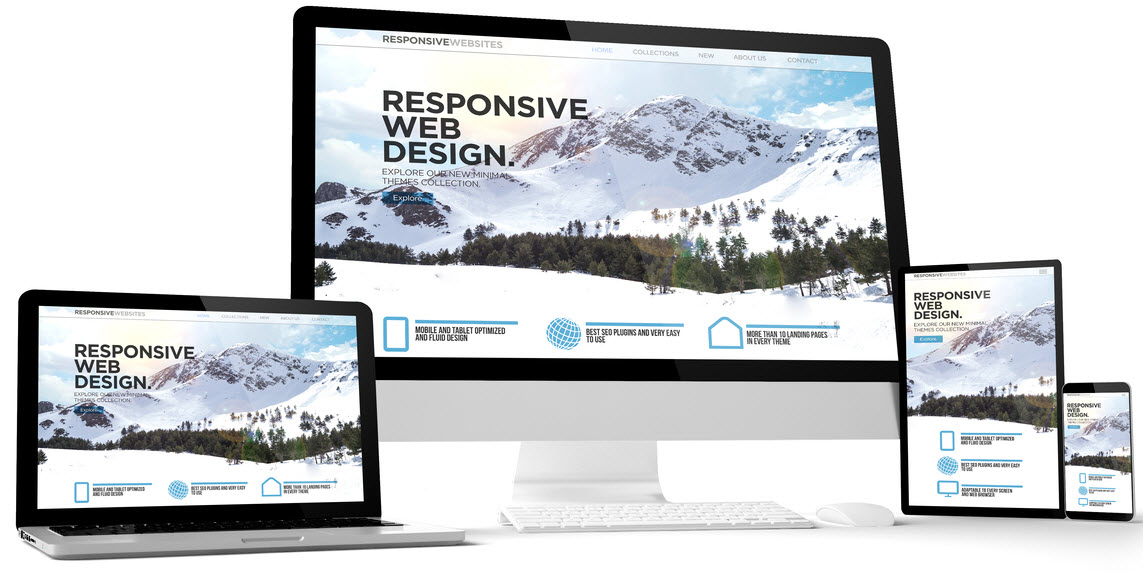 RESPONSIVEWEBSITES
HOME COLLECTIONS NEW ABOUT US CONTACT
RESPONSIVE
WEB
DESIGN.
EXPLORE OUR NEW MINIMAL
THEMES COLLECTION.
Explore
MOBILE AND TABLET OPTIMIZED
AND FLUID DESIGN
BEST SEO PLUGINS AND VERY EASY
TO USE
MORE THAN 10 LANDING PAGES
IN EVERY THEME
RESPONSIVEWEBSITES
HOME COLLECTIONS NEW ABOUT US CONTACT
RESPONSIVE
WEB
DESIGN.
EXPLORE OUR NEW MINIMAL
THEMES COLLECTION.
Explore
MOBILE AND TABLET OPTIMIZED
AND FLUID DESIGN
BEST SEO PLUGINS AND VERY EASY
TO USE
MORE THAN 10 LANDING PAGES
IN EVERY THEME
RESPONSIVEWEBSITES
RESPONSIVE
WEB
DESIGN.
EXPLORE OUR NEW MINIMAL
THEMES COLLECTION.
Explore
MOBILE AND TABLET OPTIMIZED
AND FLUID DESIGN
BEST SEO PLUGINS AND VERY EASY
TO USE
ADAPTABLE TO EVERY SCREEN
AND WEB BROWSER
RESPONSIVE
WEB
DESIGN.